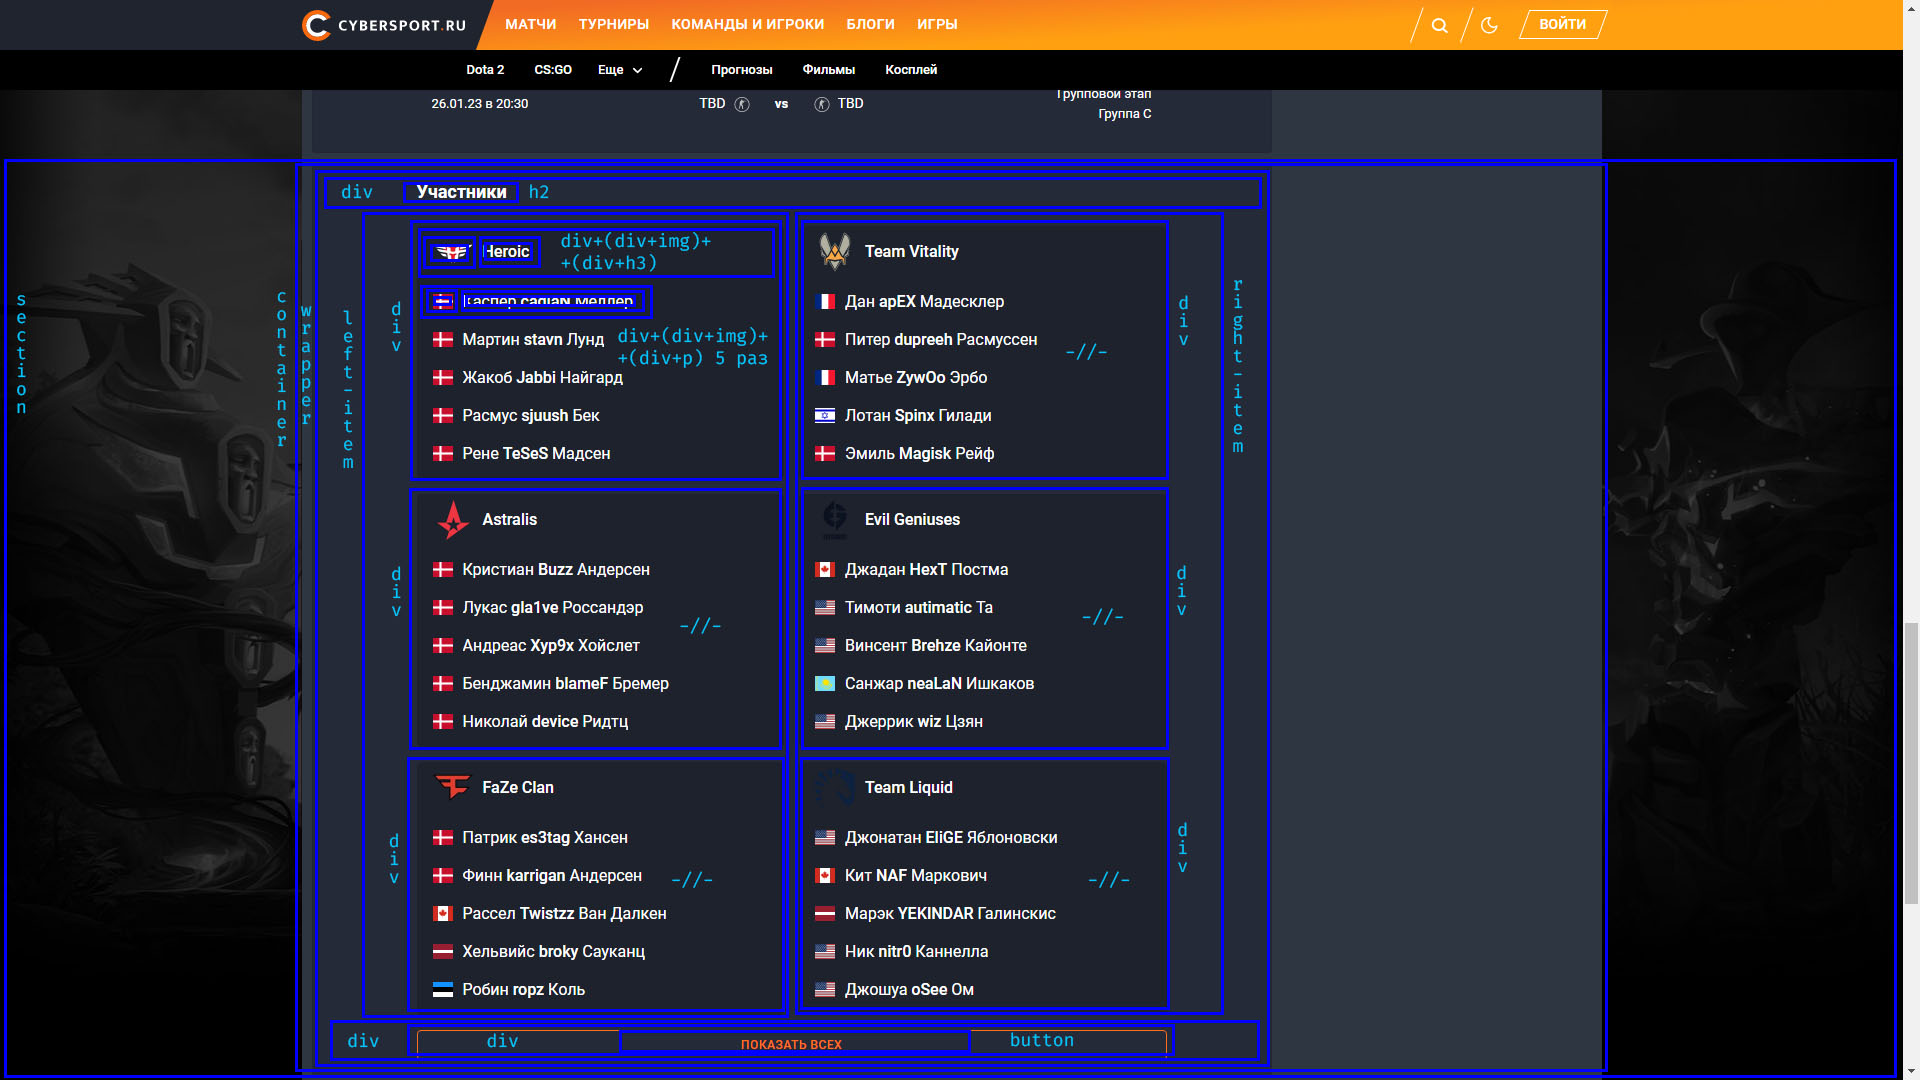 CYBERSPORT.RU
МАТЧИ ТУРНИРЫ КОМАНДЫ И ИГРОКИ БЛОГИ ИГРЫ ВОЙТИ
Dota 2 CS:GO Еще Прогнозы Фильмы Косплей
26.01.23 в 20:30 TBD vs TBD Групповой этап
Группа C
div Участники h2
section
container
wrapper
left-item
div
Heroic div+(div+img)+
+(div+h3)
Каспер cadiaN Меллер
Мартин stavn Лунд div+(div+img)+
+(div+p) 5 раз
Жакоб Jabbi Найгард
Расмус sjuush Бек
Рене TeSeS Мадсен
Team Vitality
Дан apEX Мадесклер
Питер dupreeh Расмуссен
-//-
Матье ZywOo Эрбо
Лотан Spinx Гилади
Эмиль Magisk Рейф
div
right-item
div
Astralis
Кристиан Buzz Андерсен
Лукас gla1ve Россандэр
-//-
Андреас Xyp9x Хойслет
Бенджамин blameF Бремер
Николай device Ридтц
Evil Geniuses
Джадан HexT Постма
Тимоти autimatic Та
-//-
Винсент Brehze Кайонте
Санжар neaLaN Ишкаков
Джеррик wiz Цзян
div
div
FaZe Clan
Патрик es3tag Хансен
Финн karrigan Андерсен -//-
Рассел Twistzz Ван Далкен
Хельвийс broky Сауканц
Робин ropz Коль
Team Liquid
Джонатан EliGE Яблоновски
Кит NAF Маркович -//-
Марэк YEKINDAR Галинскис
Ник nitr0 Каннелла
Джошуа oSee Ом
div
div div ПОКАЗАТЬ ВСЕХ button